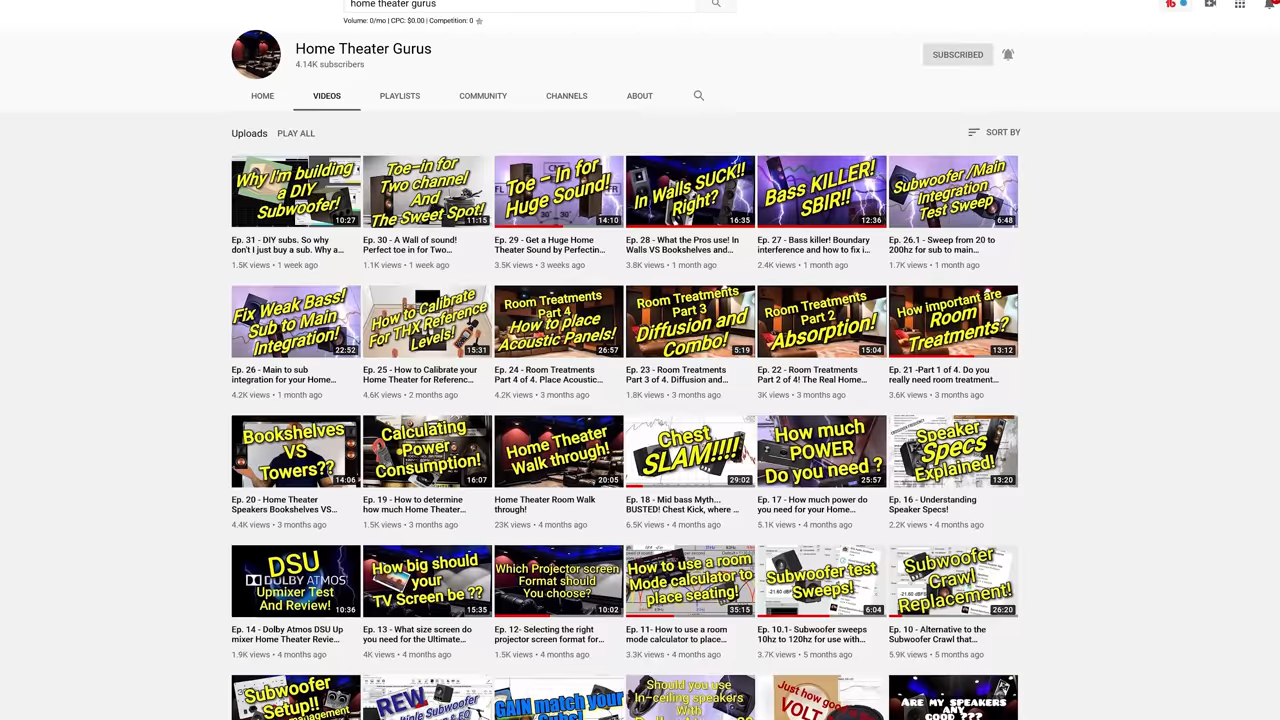 home theater gurus
Volume: 0/mo | CPC: $0.00 | Competition: 0
Home Theater Gurus
4.14K subscribers
SUBSCRIBED
HOME VIDEOS PLAYLISTS COMMUNITY CHANNELS ABOUT
Uploads PLAY ALL
SORT BY
Why I'm building
a DIY
Subwoofer!
10:27
Toe-in for
Two channel
And
The Sweet Spot!
11:15
Toe - In for
Huge Sound!
14:10
In Walls SUCK!!
Right?
16:35
Bass KILLER!
SBIR!!
12:36
Subwoofer /Main
Integration
Test Sweep
6:48
Ep. 31 - DIY subs. So why
don't I just buy a sub. Why a...
1.5K views • 1 week ago
Ep. 30 - A Wall of sound!
Perfect toe in for Two...
1.1K views • 1 week ago
Ep. 29 - Get a Huge Home
Theater Sound by Perfectin...
3.5K views • 3 weeks ago
Ep. 28 - What the Pros use! In
Walls VS Bookshelves and...
3.8K views • 1 month ago
Ep. 27 - Bass killer! Boundary
interference and how to fix i...
2.4K views • 1 month ago
Ep. 26.1 - Sweep from 20 to
200hz for sub to main...
1.7K views • 1 month ago
Fix Weak Bass!
Sub to Main
Integration!
22:52
How to Calibrate
For THX Reference
Levels!
15:31
Room Treatments
Part 4
How to place
Acoustic Panels!
26:57
Room Treatments
Part 3
Diffusion and
Combo!
5:19
Room Treatments
Part 2
Absorption!
15:04
How important are
Room
Treatments?
13:12
Ep. 26 - Main to sub
integration for your Home...
4.2K views • 1 month ago
Ep. 25 - How to Calibrate your
Home Theater for Referenc...
4.6K views • 2 months ago
Ep. 24 - Room Treatments
Part 4 of 4. Place Acoustic...
4.2K views • 3 months ago
Ep. 23 - Room Treatments
Part 3 of 4. Diffusion and...
1.8K views • 3 months ago
Ep. 22 - Room Treatments
Part 2 of 4! The Real Home...
3K views • 3 months ago
Ep. 21 -Part 1 of 4. Do you
really need room treatment...
3.6K views • 3 months ago
Bookshelves
VS
Towers??
14:06
Calculating
Power
Consumption!
16:07
Home Theater
Walk through!
20:05
Chest
SLAM!!!!
29:02
How much
POWER
Do you need ?
25:57
Speaker
SPECS
Explained!
13:20
Ep. 20 - Home Theater
Speakers Bookshelves VS...
4.4K views • 3 months ago
Ep. 19 - How to determine
how much Home Theater...
1.5K views • 3 months ago
Home Theater Room Walk
through!
23K views • 4 months ago
Ep. 18 - Mid bass Myth...
BUSTED! Chest Kick, where ...
6.5K views • 4 months ago
Ep. 17 - How much power do
you need for your Home...
5.1K views • 4 months ago
Ep. 16 - Understanding
Speaker Specs!
2.2K views • 4 months ago
DSU
DOLBY ATMOS
Upmixer Test
And Review!
10:36
How big should
your
TV Screen be ??
15:35
Which Projector screen
Format should
You choose?
10:02
How to use a room
Mode calculator to
place seating!
35:15
Subwoofer test
Sweeps!
6:04
Subwoofer
Crawl
Replacement!
26:20
Ep. 14 - Dolby Atmos DSU Up
mixer Home Theater Revie...
1.9K views • 4 months ago
Ep. 13 - What size screen do
you need for the Ultimate...
4K views • 4 months ago
Ep. 12- Selecting the right
projector screen format for...
1.5K views • 4 months ago
Ep. 11- How to use a room
mode calculator to place...
3.3K views • 4 months ago
Ep. 10.1- Subwoofer sweeps
10hz to 120hz for use with...
3.7K views • 5 months ago
Ep. 10 - Alternative to the
Subwoofer Crawl that...
5.9K views • 5 months ago
Subwoofer
Setup!!
REW
GAIN match your
Should you use
in-ceiling speakers
With
Just how good
VOLT
ARE MY SPEAKERS
ANY
GOOD ???